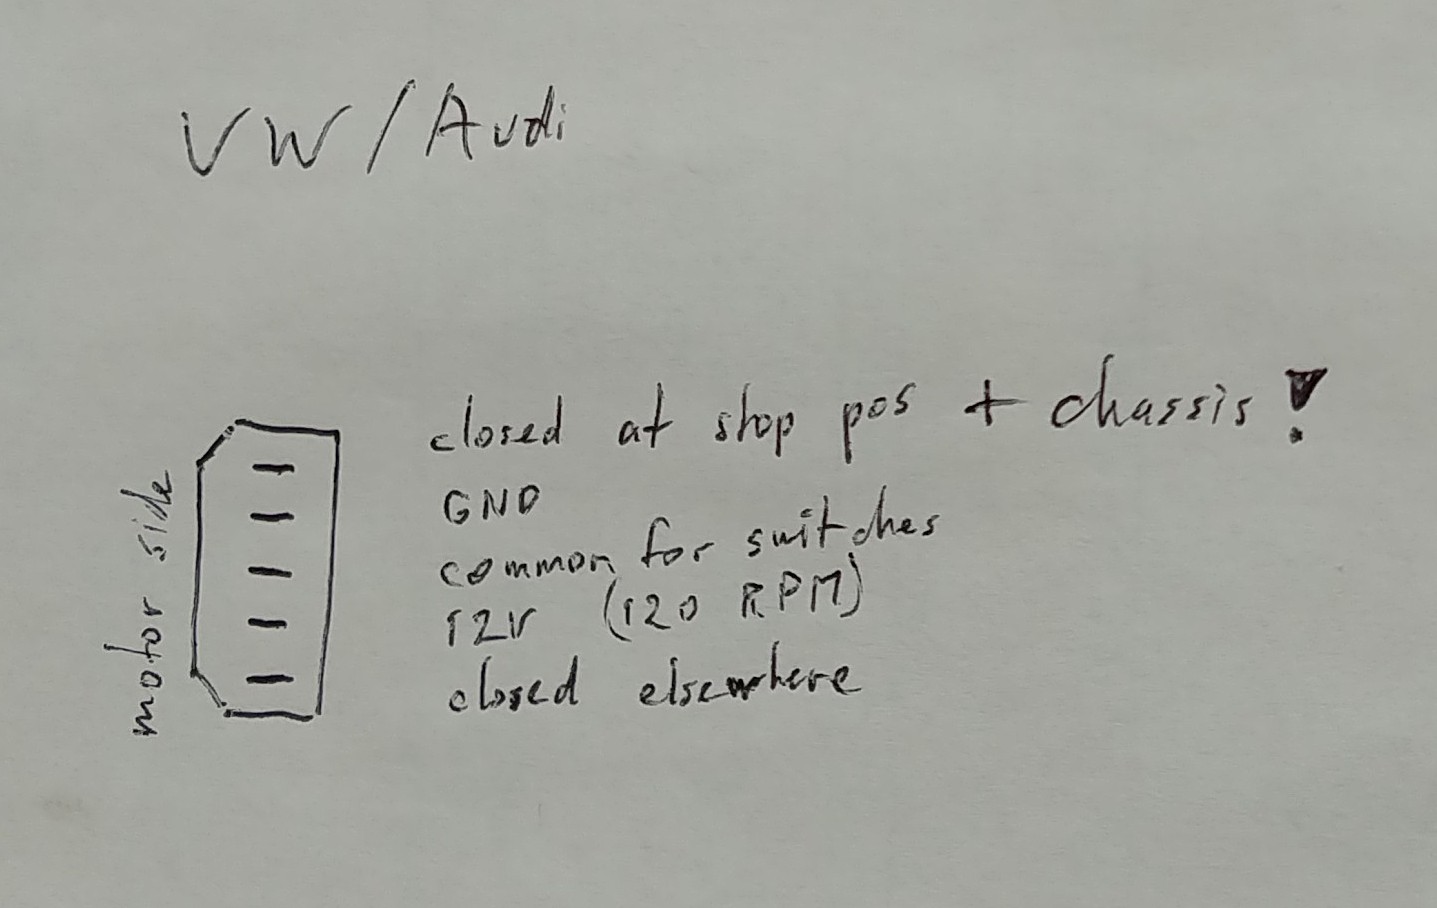 VW/Audi
closed at stop pos + chassis!
GND
common for switches
12V (120 RPM)
closed elsewhere
motor side